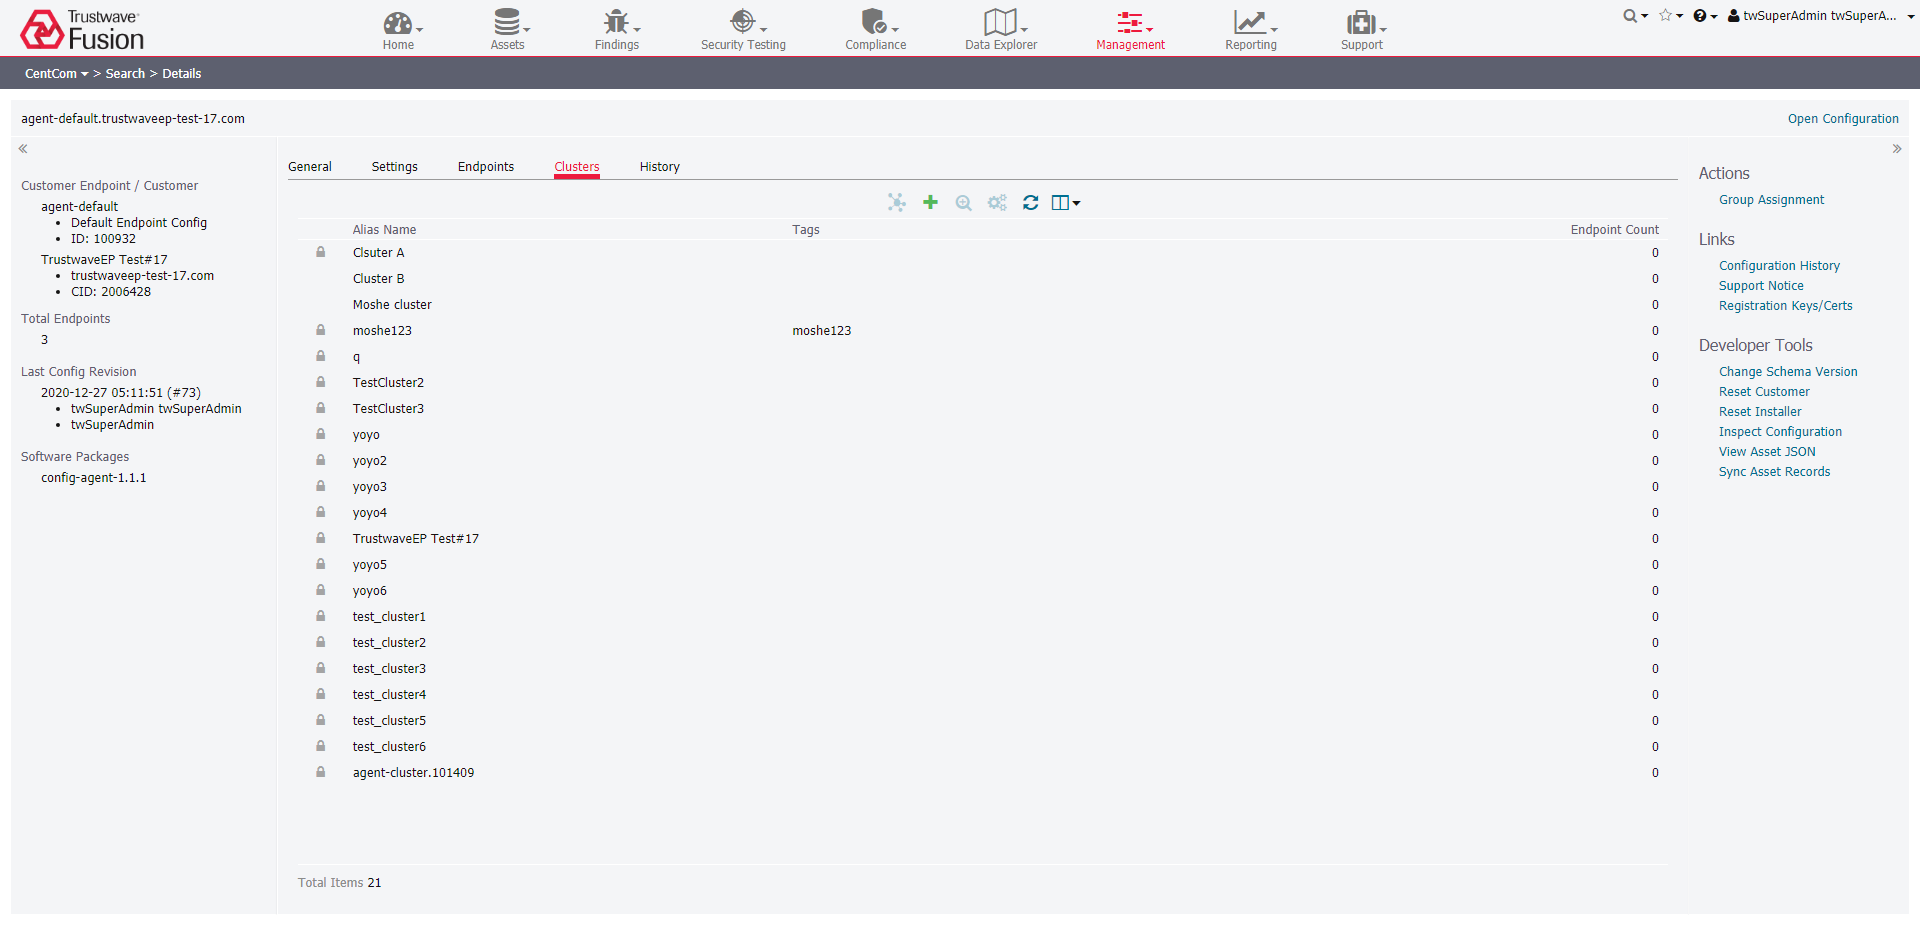 Trustwave®
Fusion
Home
Assets
Findings
Security Testing
Compliance
Data Explorer
Management
Reporting
Support
twSuperAdmin twSuperA...
CentCom > Search > Details
agent-default.trustwaveep-test-17.com
Open Configuration
Customer Endpoint / Customer
agent-default
• Default Endpoint Config
• ID: 100932
TrustwaveEP Test#17
• trustwaveep-test-17.com
• CID: 2006428
Total Endpoints
3
Last Config Revision
2020-12-27 05:11:51 (#73)
• twSuperAdmin twSuperAdmin
• twSuperAdmin
Software Packages
config-agent-1.1.1
General Settings Endpoints Clusters History
Alias Name Tags Endpoint Count
Clsuter A 0
Cluster B 0
Moshe cluster 0
moshe123 moshe123 0
q 0
TestCluster2 0
TestCluster3 0
yoyo 0
yoyo2 0
yoyo3 0
yoyo4 0
TrustwaveEP Test#17 0
yoyo5 0
yoyo6 0
test_cluster1 0
test_cluster2 0
test_cluster3 0
test_cluster4 0
test_cluster5 0
test_cluster6 0
agent-cluster.101409 0
Total Items 21
Actions
Group Assignment
Links
Configuration History
Support Notice
Registration Keys/Certs
Developer Tools
Change Schema Version
Reset Customer
Reset Installer
Inspect Configuration
View Asset JSON
Sync Asset Records